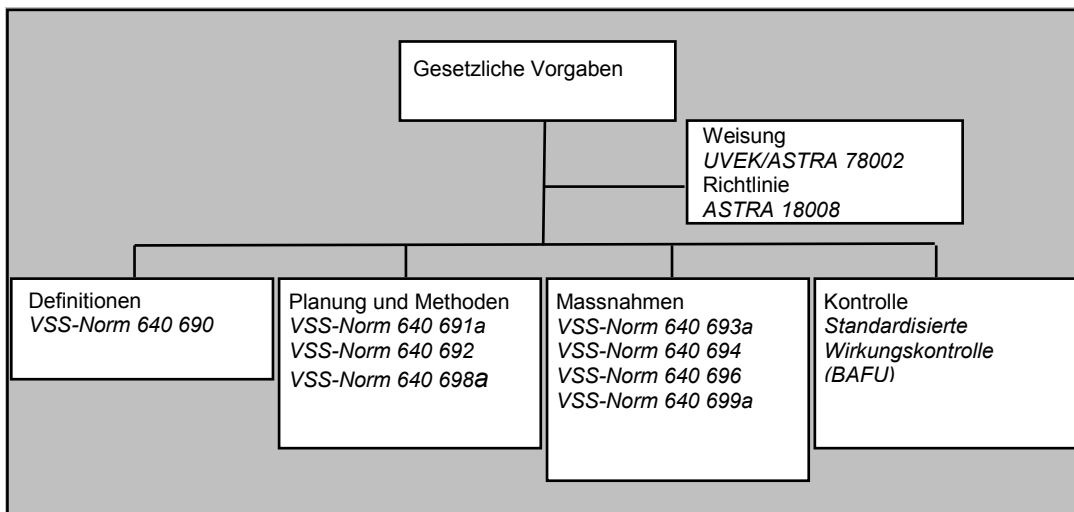 Gesetzliche Vorgaben
Weisung
UVEK/ASTRA 78002
Richtlinie
ASTRA 18008
Definitionen
VSS-Norm 640 690
Planung und Methoden
VSS-Norm 640 691a
VSS-Norm 640 692
VSS-Norm 640 698a
Massnahmen
VSS-Norm 640 693a
VSS-Norm 640 694
VSS-Norm 640 696
VSS-Norm 640 699a
Kontrolle
Standardisierte
Wirkungskontrolle
(BAFU)